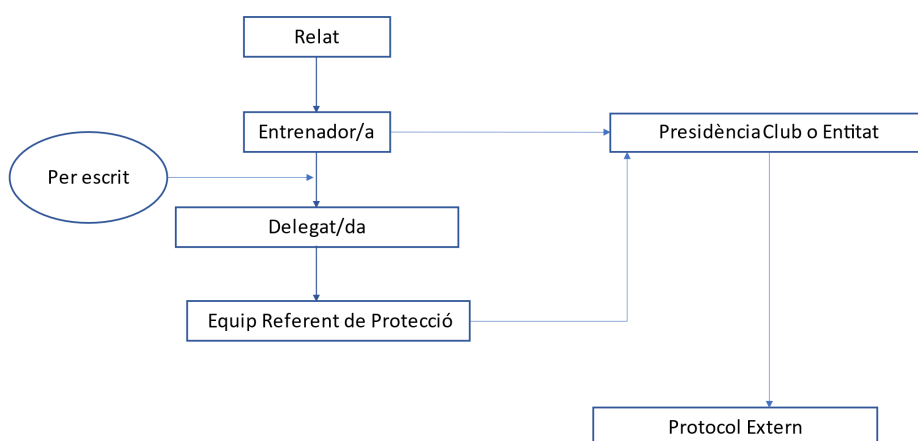 Relat
Entrenador/a
Presidència Club o Entitat
Per escrit
Delegat/da
Equip Referent de Protecció
Protocol Extern